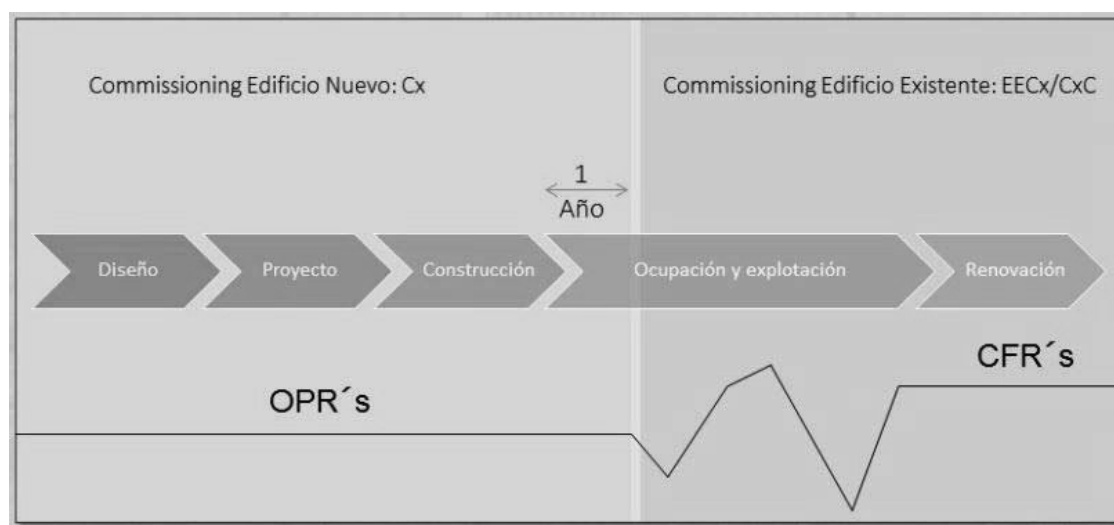 Commissioning Edificio Nuevo: Cx
Commissioning Edificio Existente: EECx/CxC
1
Año
Diseño
Proyecto
Construcción
Ocupación y explotación
Renovación
OPR´s
CFR´s